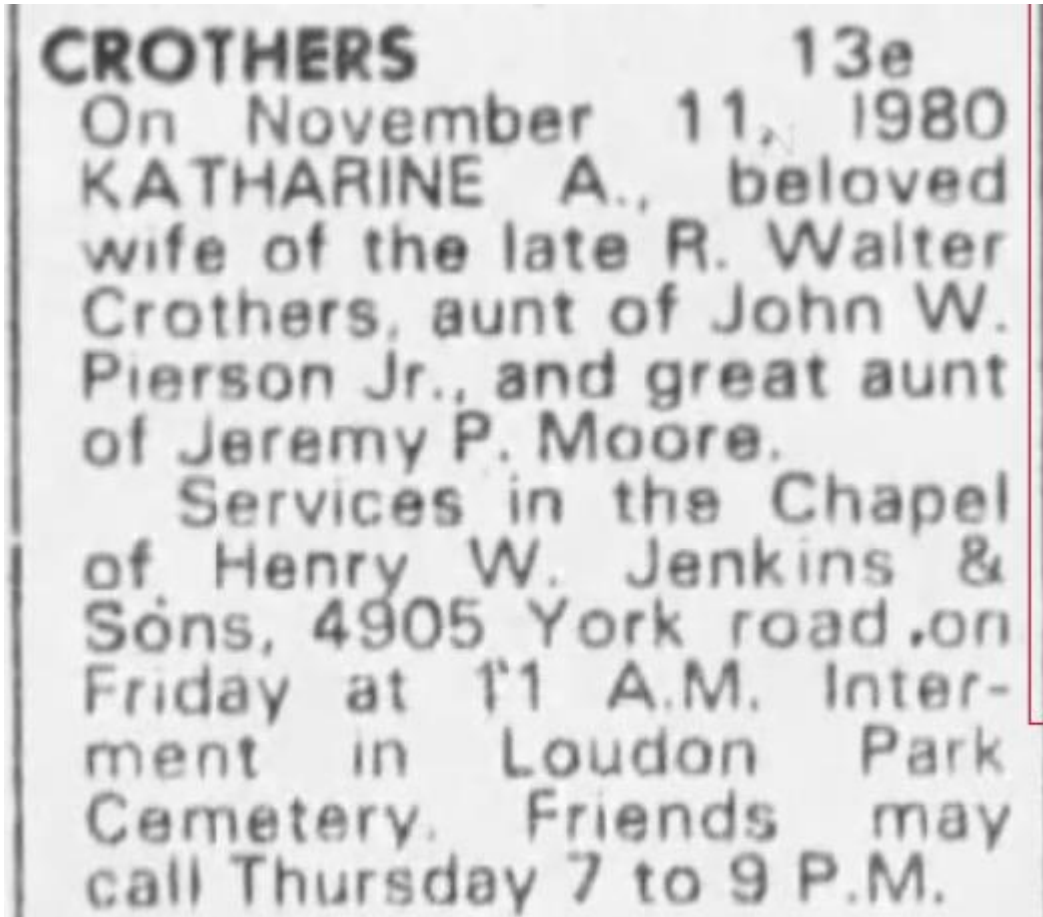 CROTHERS 13e
On November 11, 1980
KATHARINE A., beloved
wife of the late R. Walter
Crothers, aunt of John W.
Pierson Jr., and great aunt
of Jeremy P. Moore.
Services in the Chapel
of Henry W. Jenkins &
Sons, 4905 York road on
Friday at 11 A.M. Inter-
ment in Loudon Park
Cemetery. Friends may
call Thursday 7 to 9 P.M.